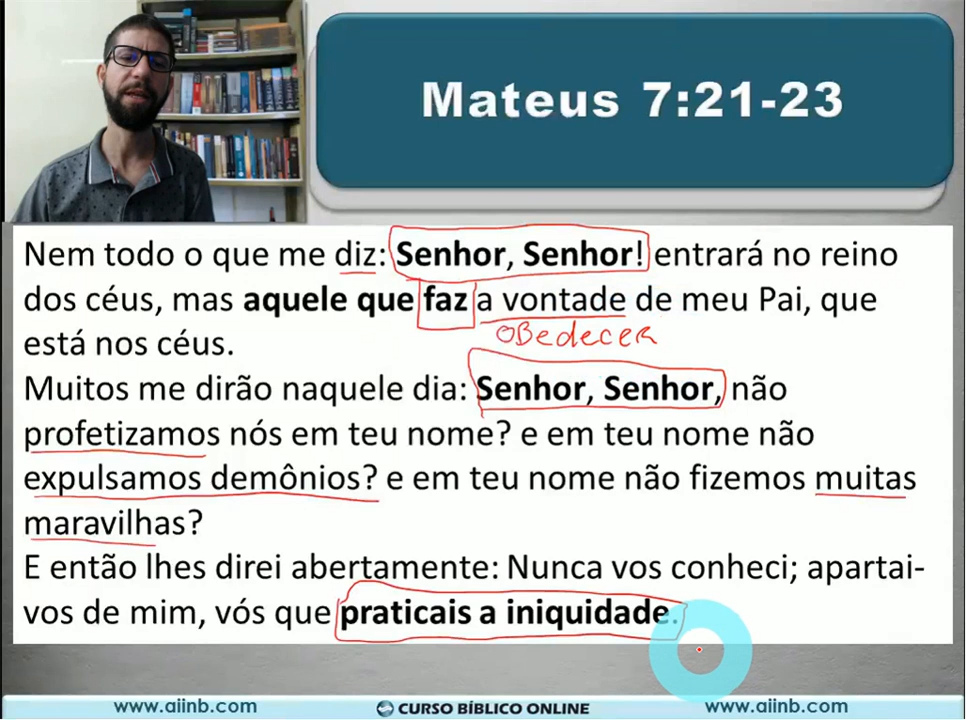 Mateus 7:21-23
Nem todo o que me diz: Senhor, Senhor! entrará no reino
dos céus, mas aquele que faz a vontade de meu Pai, que
OBedeceR
está nos céus.
Muitos me dirão naquele dia: Senhor, Senhor, não
profetizamos nós em teu nome? e em teu nome não
expulsamos demônios? e em teu nome não fizemos muitas
maravilhas?
E então lhes direi abertamente: Nunca vos conheci; apartai-
vos de mim, vós que praticais a iniquidade.
www.aiinb.com CURSO BÍBLICO ONLINE www.aiinb.com